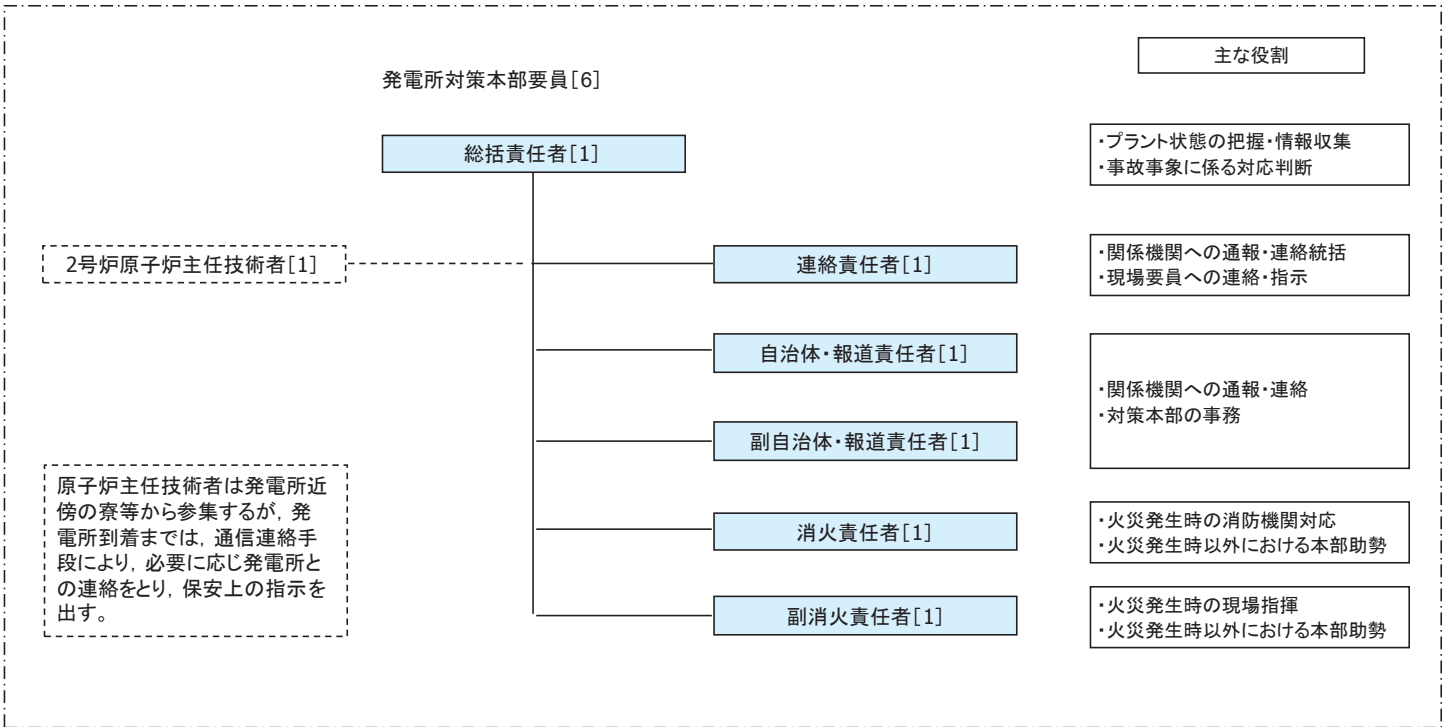 主な役割
発電所対策本部要員[6]
総括責任者[1]
・プラント状態の把握・情報収集
・事故事象に係る対応判断
2号炉原子炉主任技術者[1]
連絡責任者[1]
・関係機関への通報・連絡統括
・現場要員への連絡・指示
自治体・報道責任者[1]
副自治体・報道責任者[1]
・関係機関への通報・連絡
・対策本部の事務
原子炉主任技術者は発電所近
傍の寮等から参集するが，発
電所到着までは，通信連絡手
段により，必要に応じ発電所と
の連絡をとり，保安上の指示を
出す。
消火責任者[1]
・火災発生時の消防機関対応
・火災発生時以外における本部助勢
副消火責任者[1]
・火災発生時の現場指揮
・火災発生時以外における本部助勢